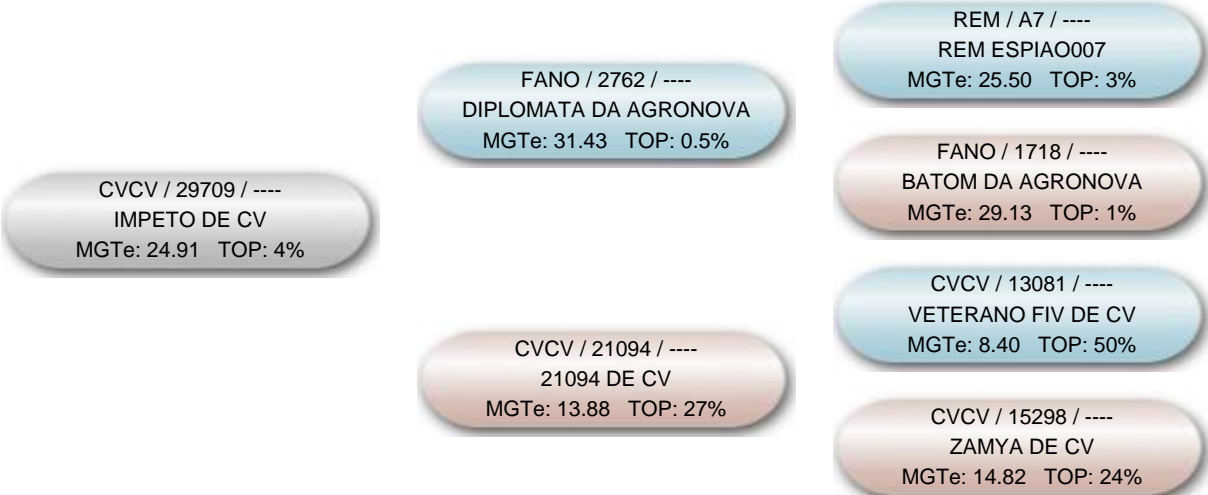 REM / A7 / ----
REM ESPIAO007
MGTe: 25.50 TOP: 3%
FANO / 2762 / ----
DIPLOMATA DA AGRONOVA
MGTe: 31.43 TOP: 0.5%
FANO / 1718 / ----
BATOM DA AGRONOVA
MGTe: 29.13 TOP: 1%
CVCV / 29709 / ----
IMPETO DE CV
MGTe: 24.91 TOP: 4%
CVCV / 13081 / ----
VETERANO FIV DE CV
MGTe: 8.40 TOP: 50%
CVCV / 21094 / ----
21094 DE CV
MGTe: 13.88 TOP: 27%
CVCV / 15298 / ----
ZAMYA DE CV
MGTe: 14.82 TOP: 24%